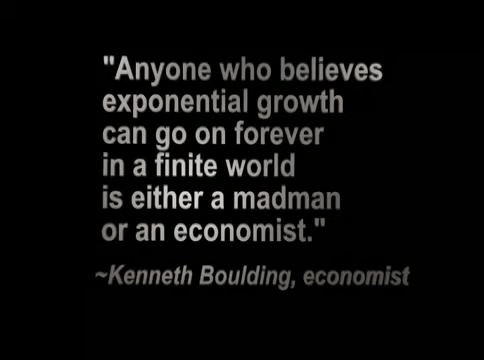 "Anyone who believes
exponential growth
can go on forever
in a finite world
is either a madman
or an economist."
~Kenneth Boulding, economist